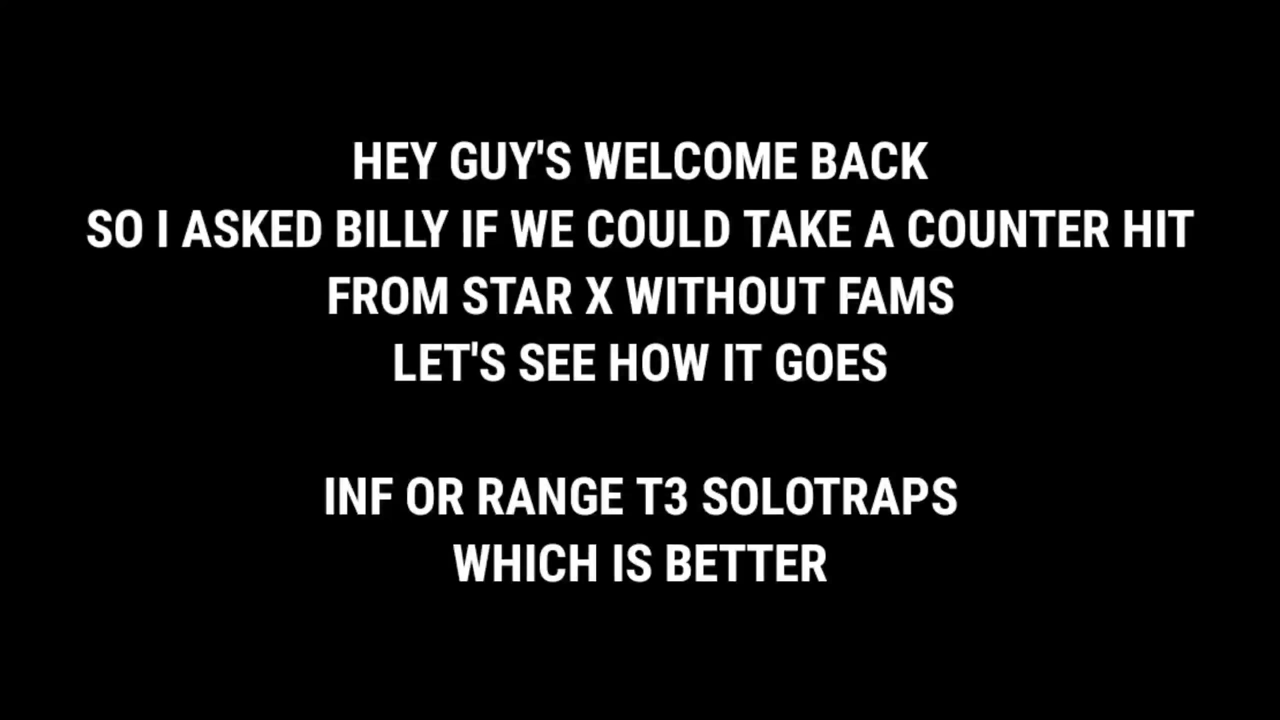 HEY GUY'S WELCOME BACK
SO I ASKED BILLY IF WE COULD TAKE A COUNTER HIT
FROM STAR X WITHOUT FAMS
LET'S SEE HOW IT GOES
INF OR RANGE T3 SOLOTRAPS
WHICH IS BETTER